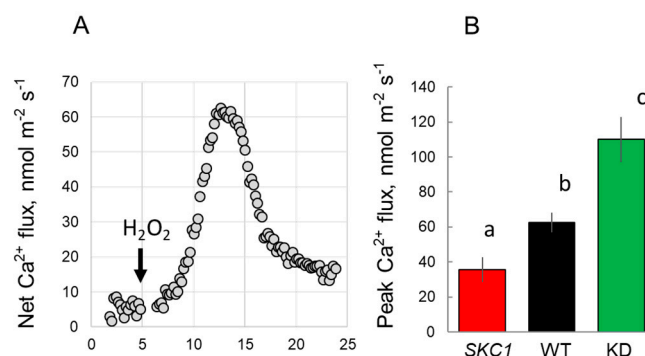 A
Net Ca²⁺ flux, nmol m⁻² s⁻¹
70
60
50
40
30
20
10
0
H₂O₂
0 5 10 15 20 25
B
Peak Ca²⁺ flux, nmol m⁻² s⁻¹
140
120
100
80
60
40
20
0
a
b
c
SKC1 WT KD